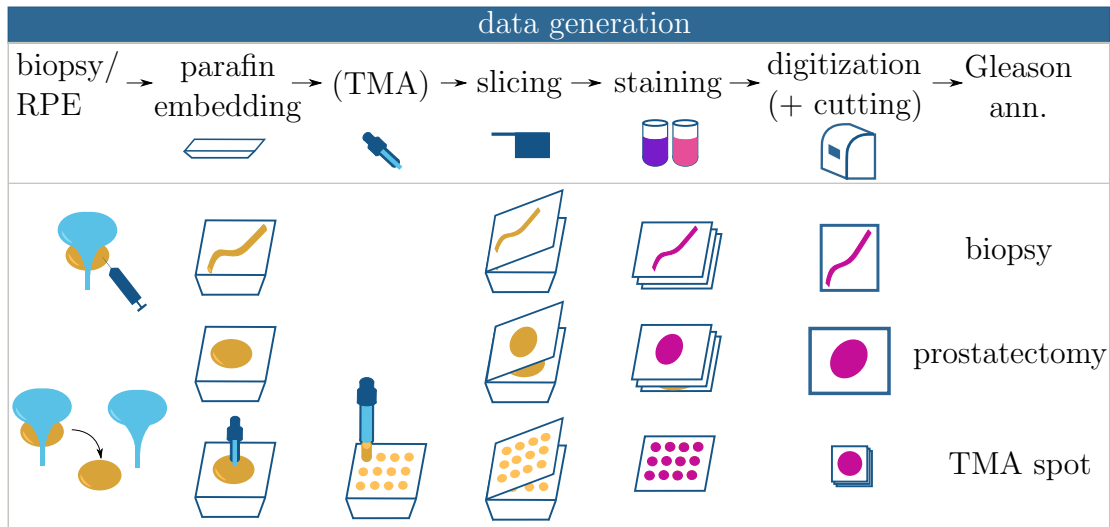 data generation
biopsy/ RPE
parafin embedding
(TMA)
slicing
staining
digitization (+ cutting)
Gleason ann.
biopsy
prostatectomy
TMA spot